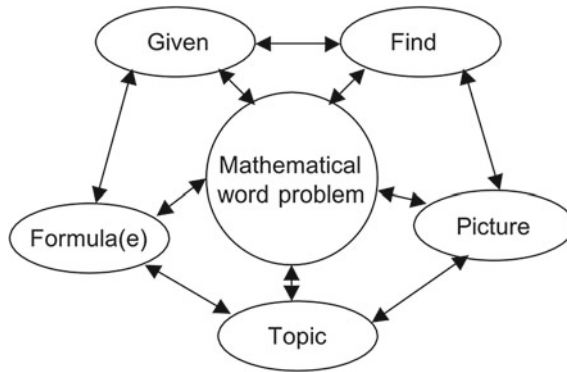 Given
Find
Mathematical
word problem
Formula(e)
Picture
Topic